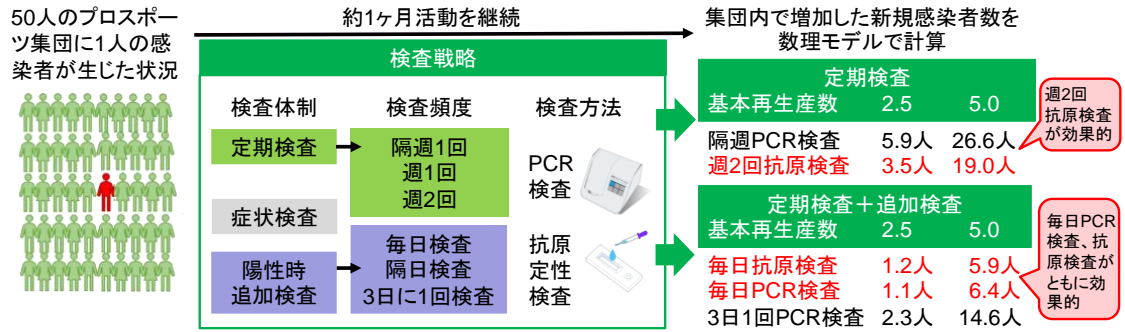 50人のプロスポー
ツ集団に1人の感
染者が生じた状況
約1ヶ月活動を継続
検査戦略
検査体制
検査頻度
検査方法
定期検査
隔週1回
週1回
週2回
PCR
検査
症状検査
陽性時
追加検査
毎日検査
隔日検査
3日に1回検査
抗原
定性
検査
集団内で増加した新規感染者数を
数理モデルで計算
定期検査
基本再生産数 2.5 5.0
隔週PCR検査 5.9人 26.6人
週2回抗原検査 3.5人 19.0人
週2回
抗原検査
が効果的
定期検査＋追加検査
基本再生産数 2.5 5.0
毎日抗原検査 1.2人 5.9人
毎日PCR検査 1.1人 6.4人
3日1回PCR検査 2.3人 14.6人
毎日PCR
検査、抗
原検査が
ともに効
果的